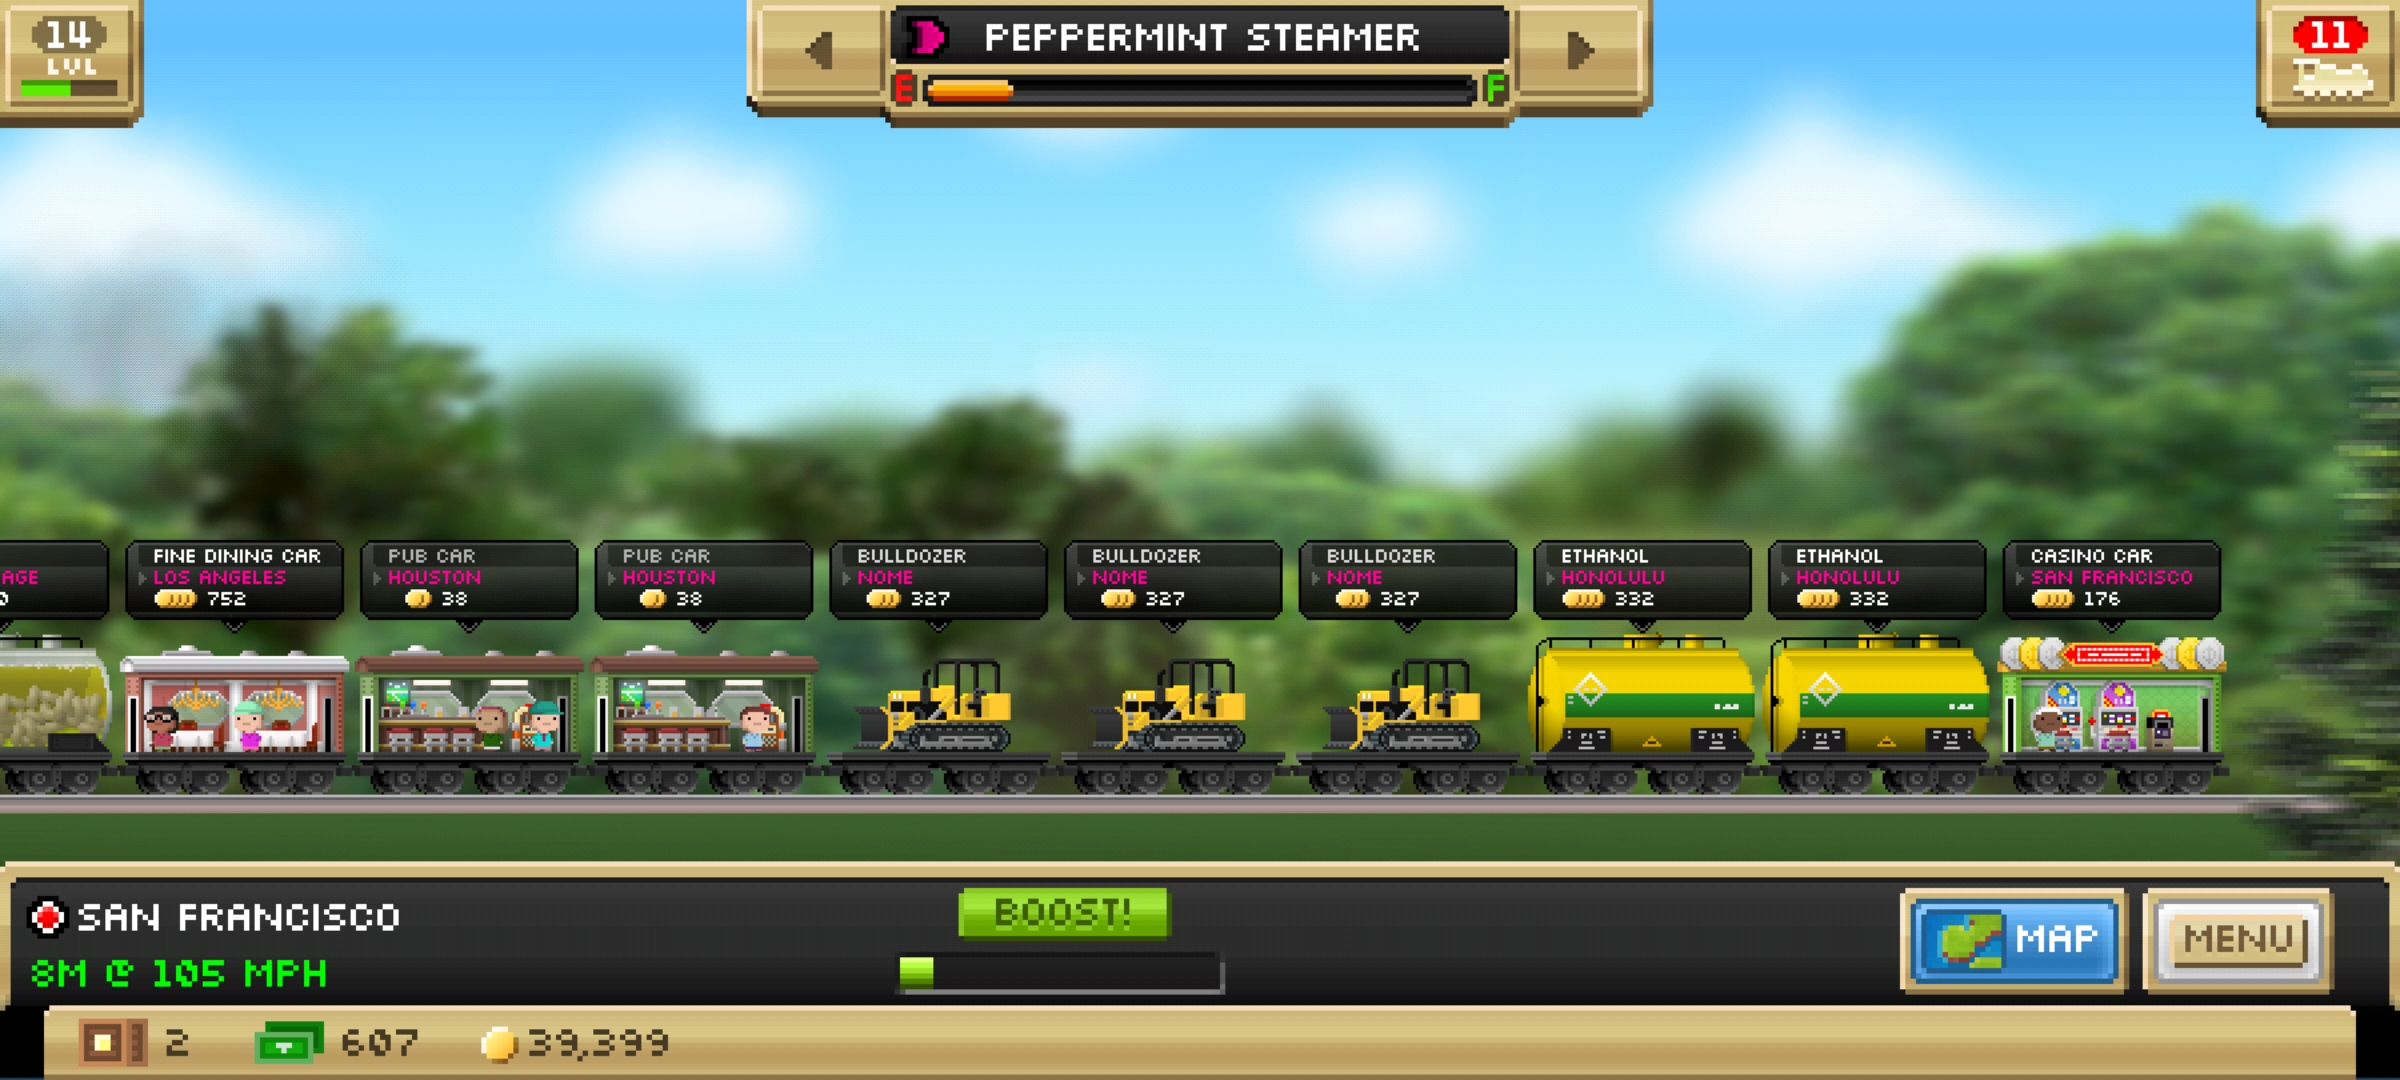 14
LVL
PEPPERMINT STEAMER
E F
11
AGE
0
FINE DINING CAR
LOS ANGELES
752
PUB CAR
HOUSTON
38
PUB CAR
HOUSTON
38
BULLDOZER
NOME
327
BULLDOZER
NOME
327
BULLDOZER
NOME
327
ETHANOL
HONOLULU
332
ETHANOL
HONOLULU
332
CASINO CAR
SAN FRANCISCO
176
SAN FRANCISCO
8M @ 105 MPH
BOOST!
MAP
MENU
2
607
39,399